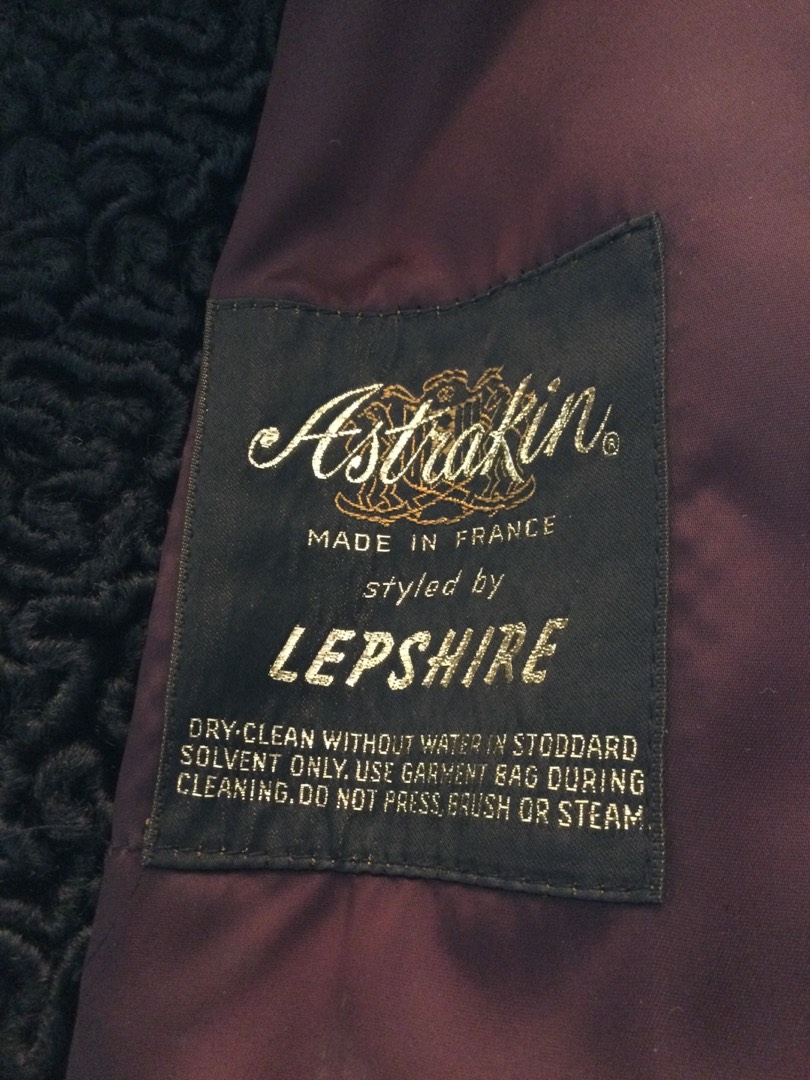 Astrakin®
MADE IN FRANCE
styled by
LEPSHIRE
DRY-CLEAN WITHOUT WATER IN STODDARD
SOLVENT ONLY. USE GARMENT BAG DURING
CLEANING. DO NOT PRESS, BRUSH OR STEAM.